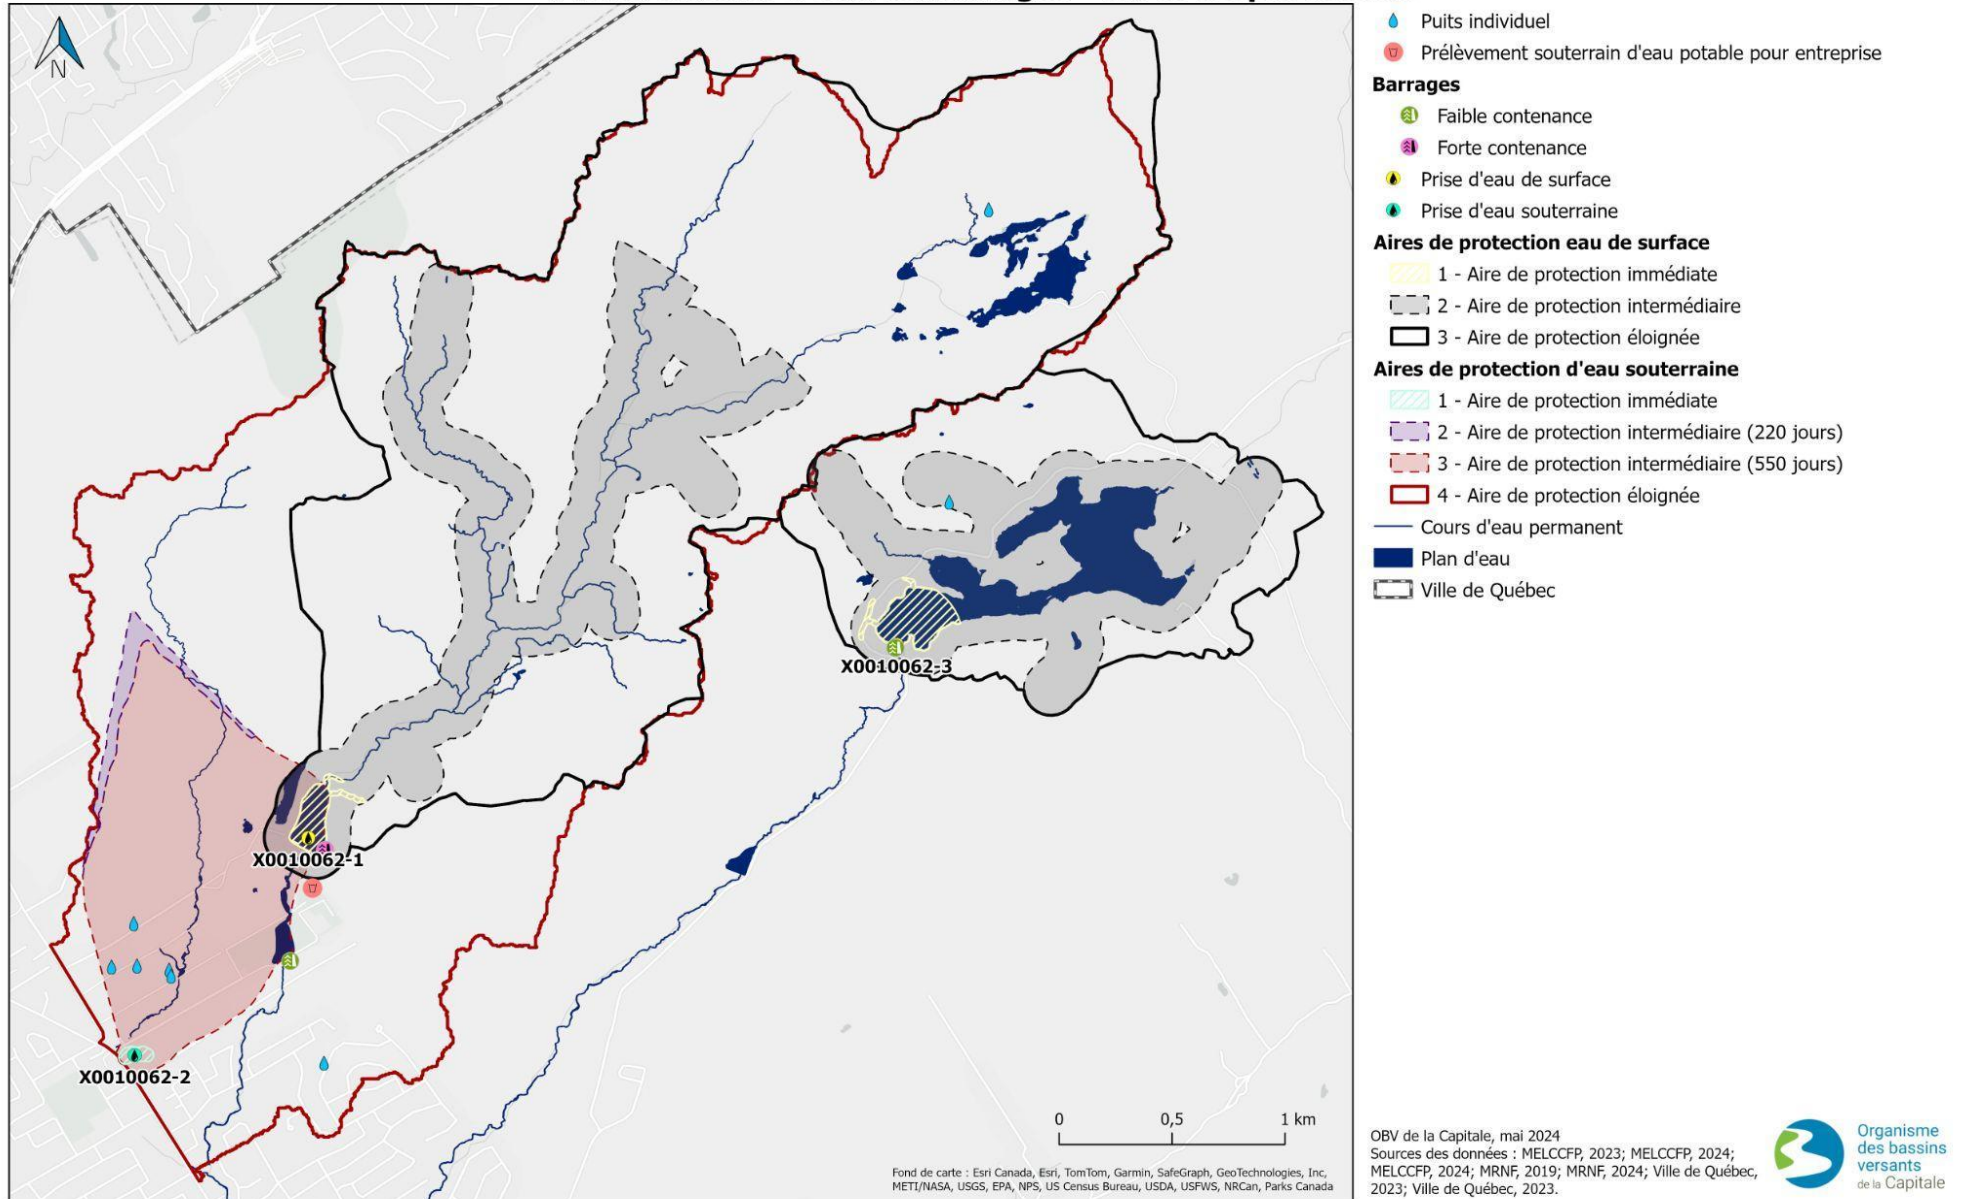 N
X0010062-3
X0010062-1
X0010062-2
0 0,5 1 km
Fond de carte : Esri Canada, Esri, TomTom, Garmin, SafeGraph, GeoTechnologies, Inc,
METI/NASA, USGS, EPA, NPS, US Census Bureau, USDA, USFWS, NRCan, Parks Canada
Puits individuel
Prélèvement souterrain d'eau potable pour entreprise
Barrages
Faible contenance
Forte contenance
Prise d'eau de surface
Prise d'eau souterraine
Aires de protection eau de surface
1 - Aire de protection immédiate
2 - Aire de protection intermédiaire
3 - Aire de protection éloignée
Aires de protection d'eau souterraine
1 - Aire de protection immédiate
2 - Aire de protection intermédiaire (220 jours)
3 - Aire de protection intermédiaire (550 jours)
4 - Aire de protection éloignée
Cours d'eau permanent
Plan d'eau
Ville de Québec
OBV de la Capitale, mai 2024
Sources des données : MELCCFP, 2023; MELCCFP, 2024;
MELCCFP, 2024; MRNF, 2019; MRNF, 2024; Ville de Québec,
2023; Ville de Québec, 2023.
Organisme
des bassins
versants
de la Capitale